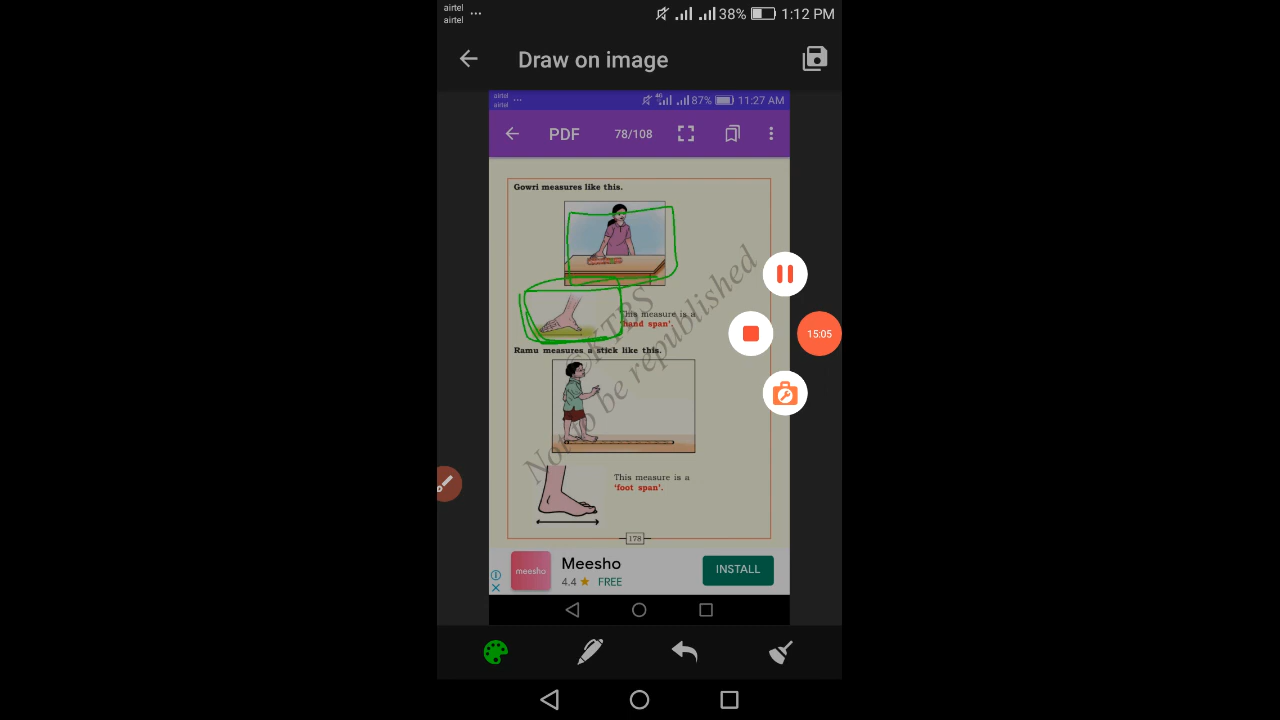 airtel
airtel ...
38% 1:12 PM
Draw on image
airtel
airtel ...
4G 87% 11:27 AM
PDF 78/108
Gowri measures like this.
This measure is a
'hand span'.
Ramu measures a stick like this.
©KTBS
Not to be republished
This measure is a
'foot span'.
178
meesho
Meesho
4.4 ★ FREE
INSTALL
15:05